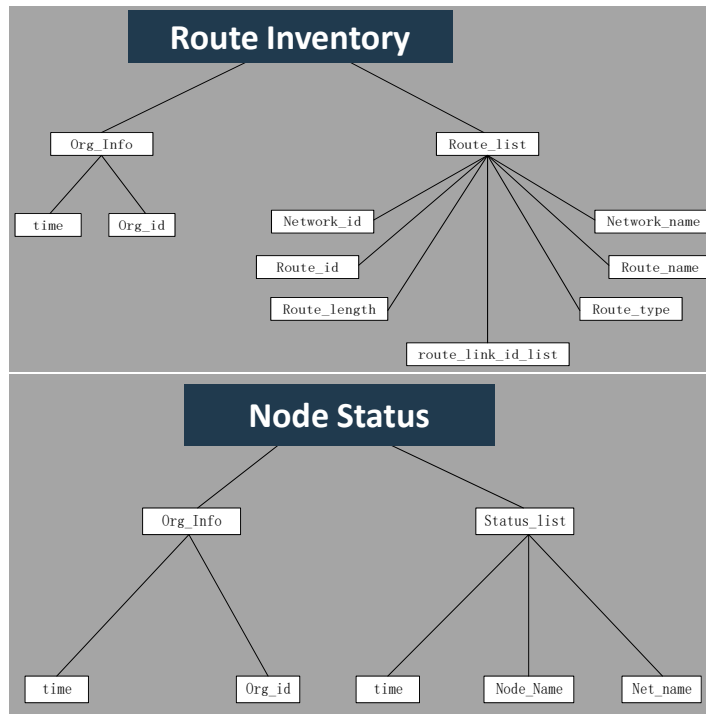 Route Inventory
Org_Info
Route_list
time
Org_id
Network_id
Network_name
Route_id
Route_name
Route_length
Route_type
route_link_id_list
Node Status
Org_Info
Status_list
time
Org_id
time
Node_Name
Net_name